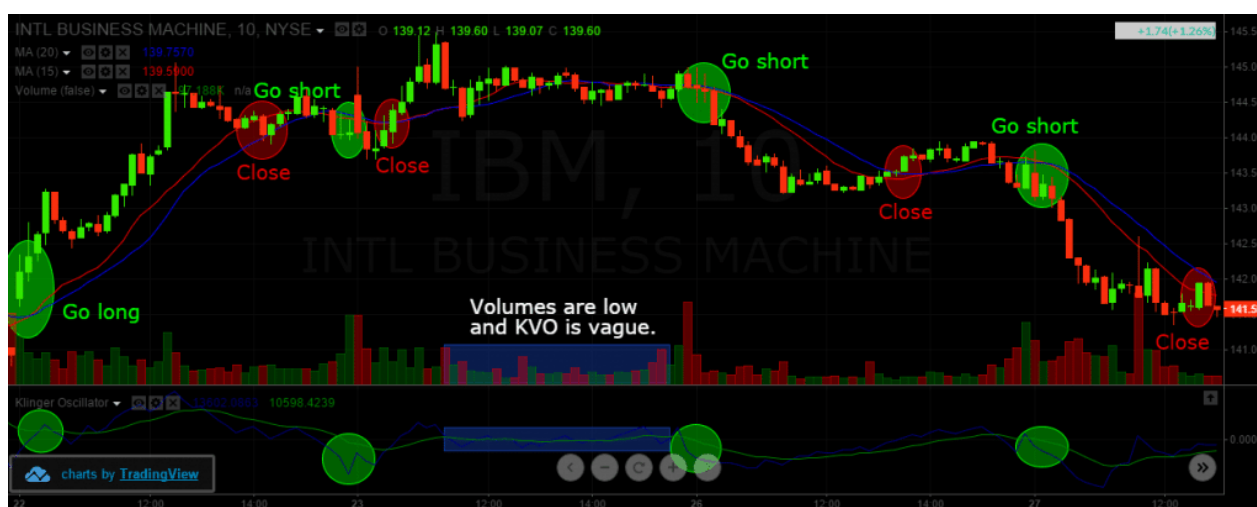 INTL BUSINESS MACHINE, 10, NYSE O 139.12 H 139.60 L 139.07 C 139.60
+1.74(+1.26%)
MA (20) 139.7570
MA (15) 139.5900
Volume (false) 97.188K n/a
Go short
Go short
Go short
Close
Close
Close
Close
Go long
IBM, 10
INTL BUSINESS MACHINE
Volumes are low
and KVO is vague.
145.5
145.0
144.5
144.0
143.5
143.0
142.5
142.0
141.5
141.0
Klinger Oscillator 10598.4239
0.000
charts by TradingView
22 12:00 14:00 23 12:00 14:00 26 12:00 14:00 27 12:00